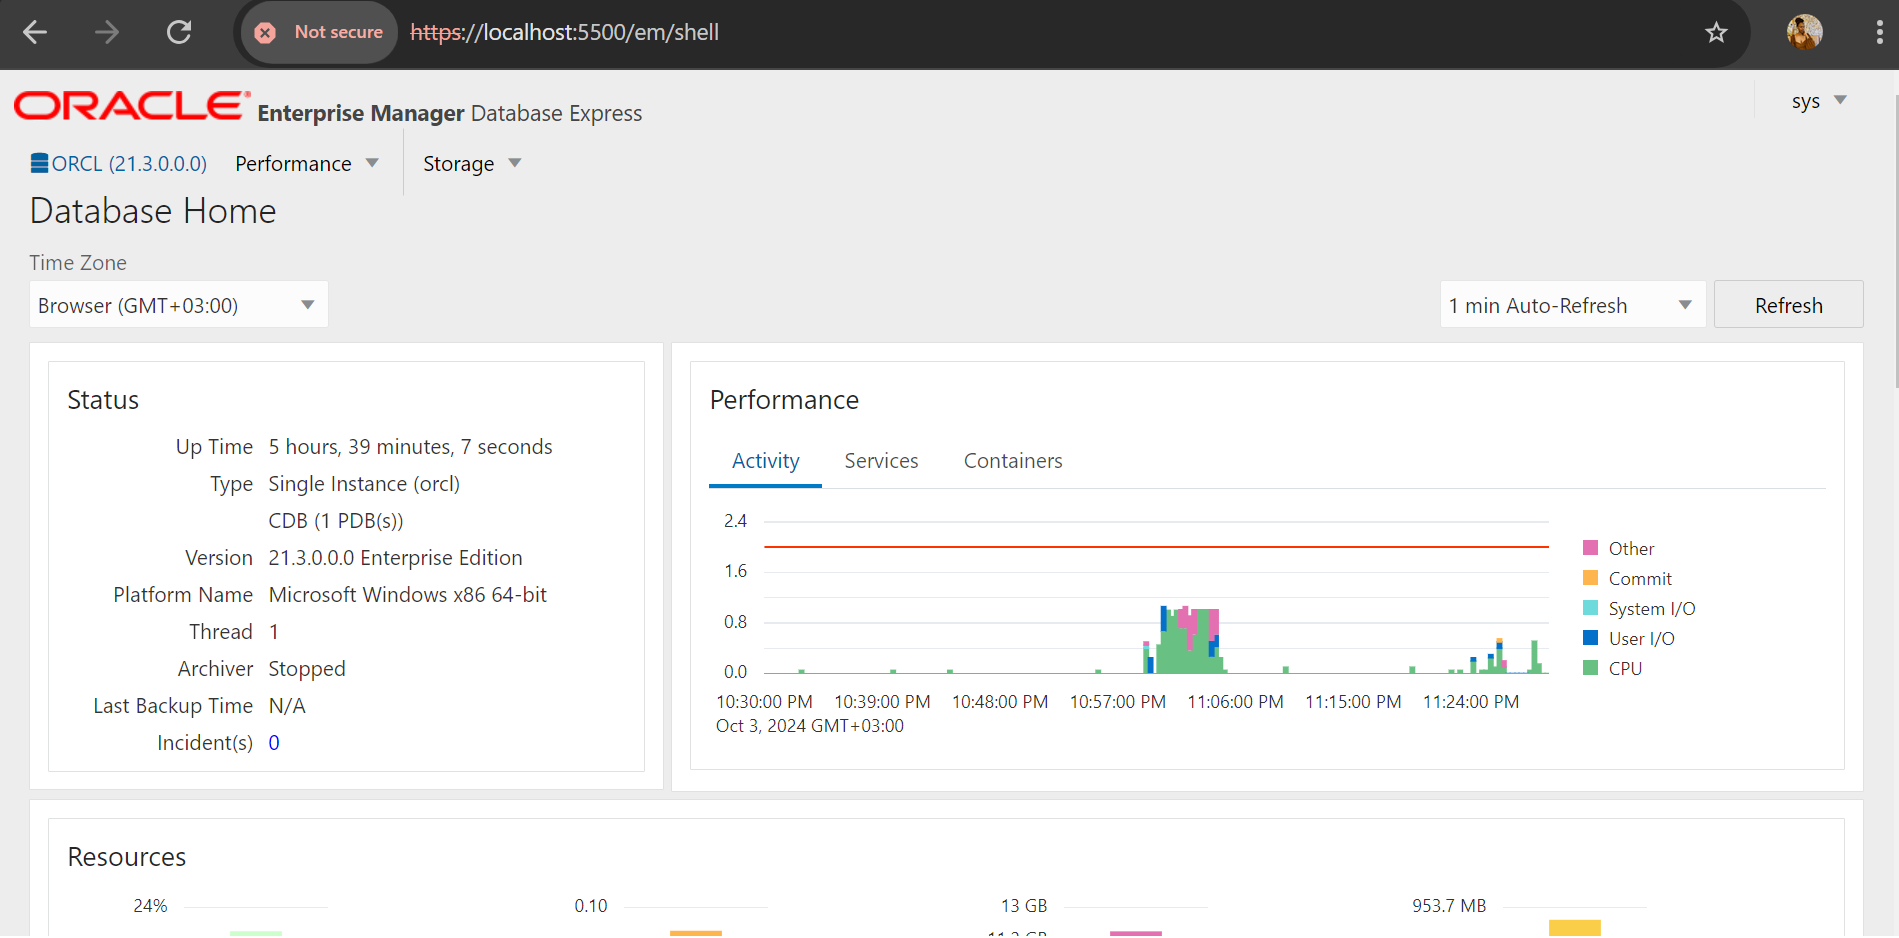 Not secure https://localhost:5500/em/shell
ORACLE® Enterprise Manager Database Express
sys
ORCL (21.3.0.0.0) Performance Storage
Database Home
Time Zone
Browser (GMT+03:00)
1 min Auto-Refresh Refresh
Status
Up Time 5 hours, 39 minutes, 7 seconds
Type Single Instance (orcl)
CDB (1 PDB(s))
Version 21.3.0.0.0 Enterprise Edition
Platform Name Microsoft Windows x86 64-bit
Thread 1
Archiver Stopped
Last Backup Time N/A
Incident(s) 0
Performance
Activity Services Containers
2.4
1.6
0.8
0.0
10:30:00 PM 10:39:00 PM 10:48:00 PM 10:57:00 PM 11:06:00 PM 11:15:00 PM 11:24:00 PM
Oct 3, 2024 GMT+03:00
Other
Commit
System I/O
User I/O
CPU
Resources
24% 0.10 13 GB 953.7 MB